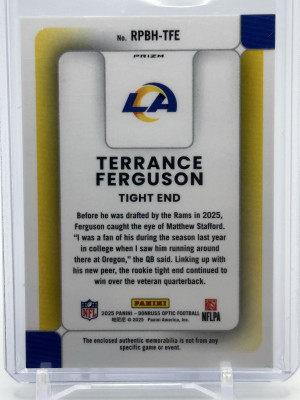 No. RPBH-TFE
PRIZM
LA
TERRANCE
FERGUSON
TIGHT END
Before he was drafted by the Rams in 2025,
Ferguson caught the eye of Matthew Stafford.
"I was a fan of his during the season last year
in college when I saw him running around
there at Oregon," the QB said. Linking up with
his new peer, the rookie tight end continued to
win over the veteran quarterback.
NFL
PANINI
2025 PANINI - DONRUSS OPTIC FOOTBALL
© 2025 Panini America, Inc.
NFLPA
The enclosed authentic memorabilia is not from any
specific game or event.